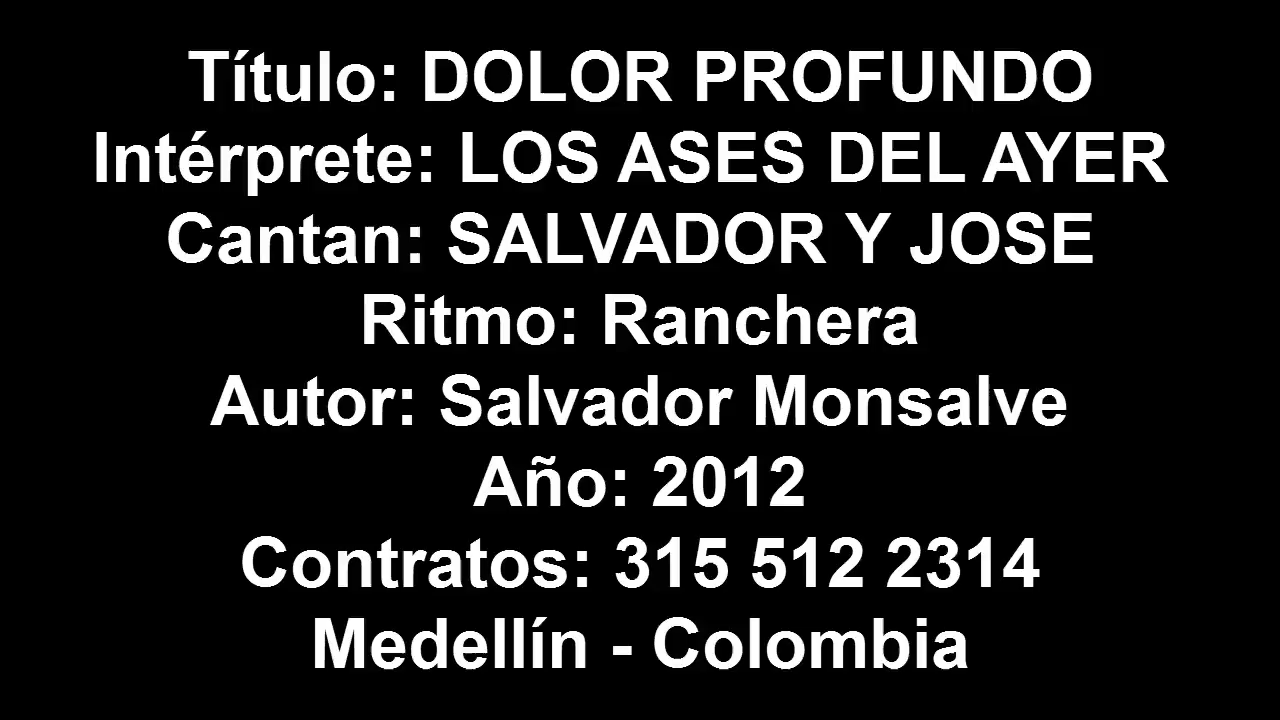 Título: DOLOR PROFUNDO
Intérprete: LOS ASES DEL AYER
Cantan: SALVADOR Y JOSE
Ritmo: Ranchera
Autor: Salvador Monsalve
Año: 2012
Contratos: 315 512 2314
Medellín - Colombia